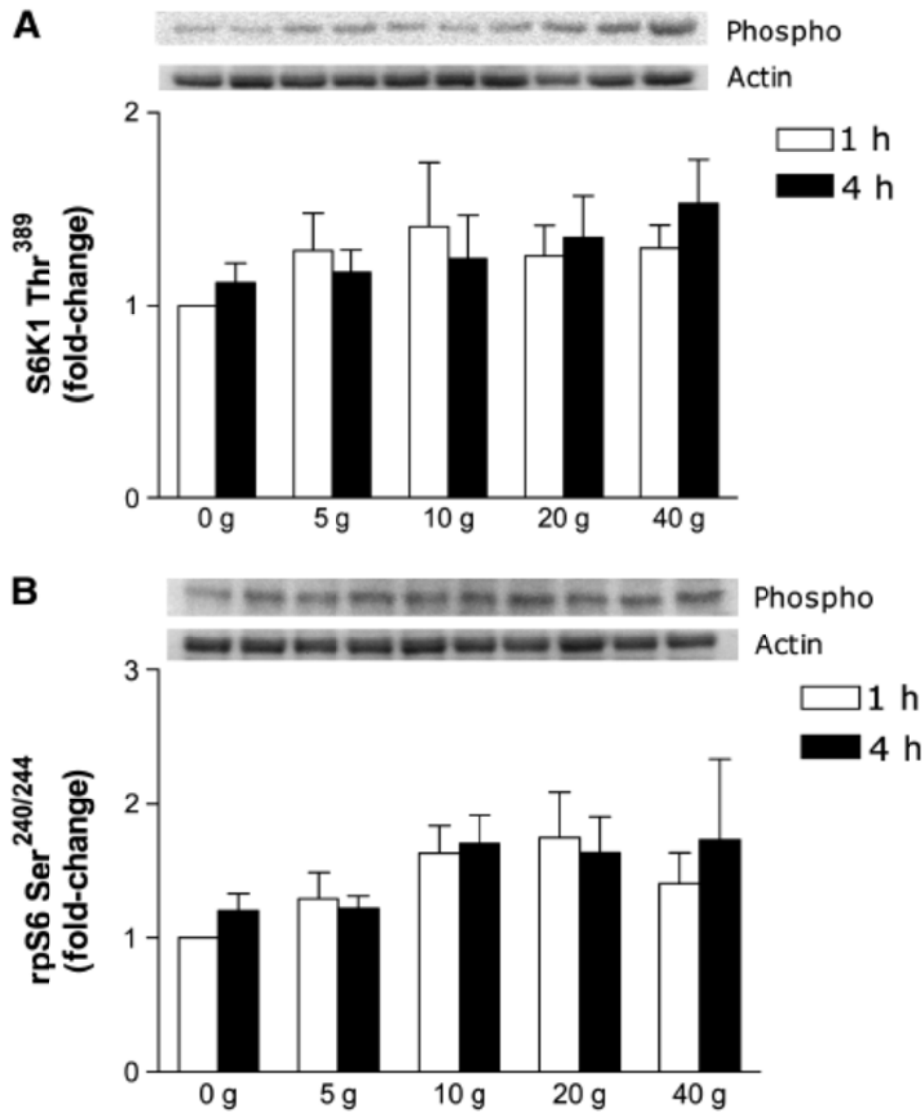 A
Phospho
Actin
2
1
0
S6K1 Thr389
(fold-change)
1 h
4 h
0 g 5 g 10 g 20 g 40 g
B
Phospho
Actin
3
2
1
0
rpS6 Ser240/244
(fold-change)
1 h
4 h
0 g 5 g 10 g 20 g 40 g